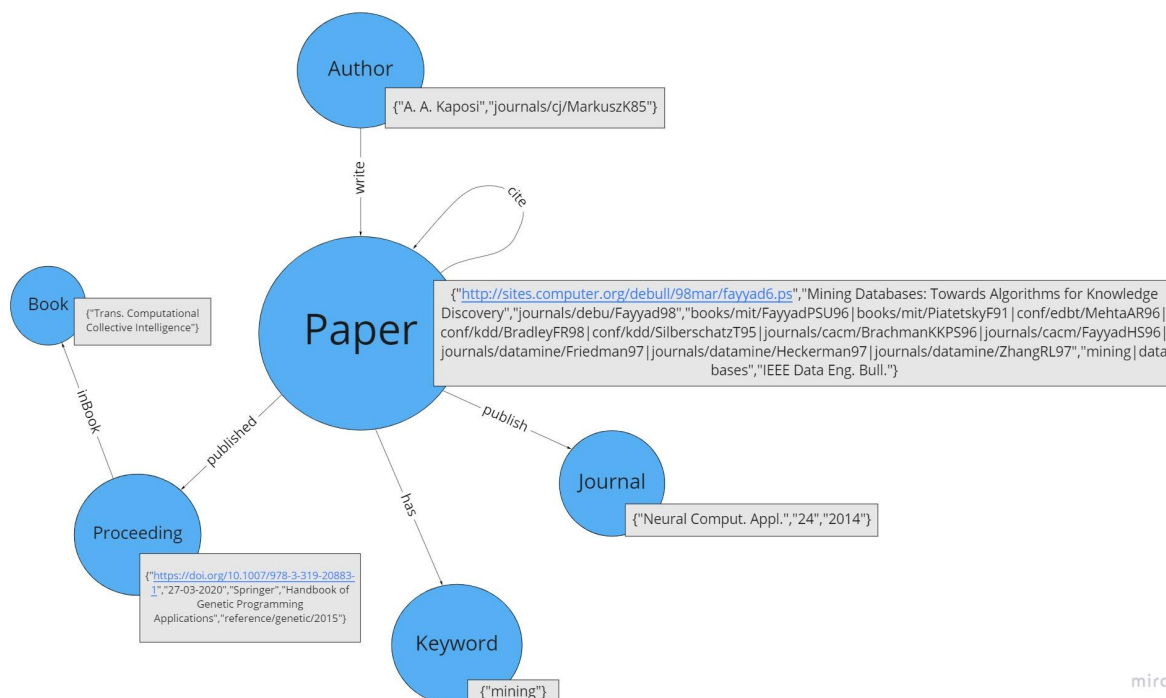 Author
{"A. A. Kaposi","journals/cj/MarkuszK85"}
write
cite
Paper
{"http://sites.computer.org/debull/98mar/fayyad6.ps","Mining Databases: Towards Algorithms for Knowledge
Discovery","journals/debu/Fayyad98","books/mit/FayyadPSU96|books/mit/PiatetskyF91|conf/edbt/MehtaAR96|
conf/kdd/BradleyFR98|conf/kdd/SilberschatzT95|journals/cacm/BrachmanKKPS96|journals/cacm/FayyadHS96|
journals/datamine/Friedman97|journals/datamine/Heckerman97|journals/datamine/ZhangRL97","mining|data
bases","IEEE Data Eng. Bull."}
Book
{"Trans. Computational
Collective Intelligence"}
inBook
published
publish
has
Journal
{"Neural Comput. Appl.","24","2014"}
Proceeding
{"https://doi.org/10.1007/978-3-319-20883-
1","27-03-2020","Springer","Handbook of
Genetic Programming
Applications","reference/genetic/2015"}
Keyword
{"mining"}